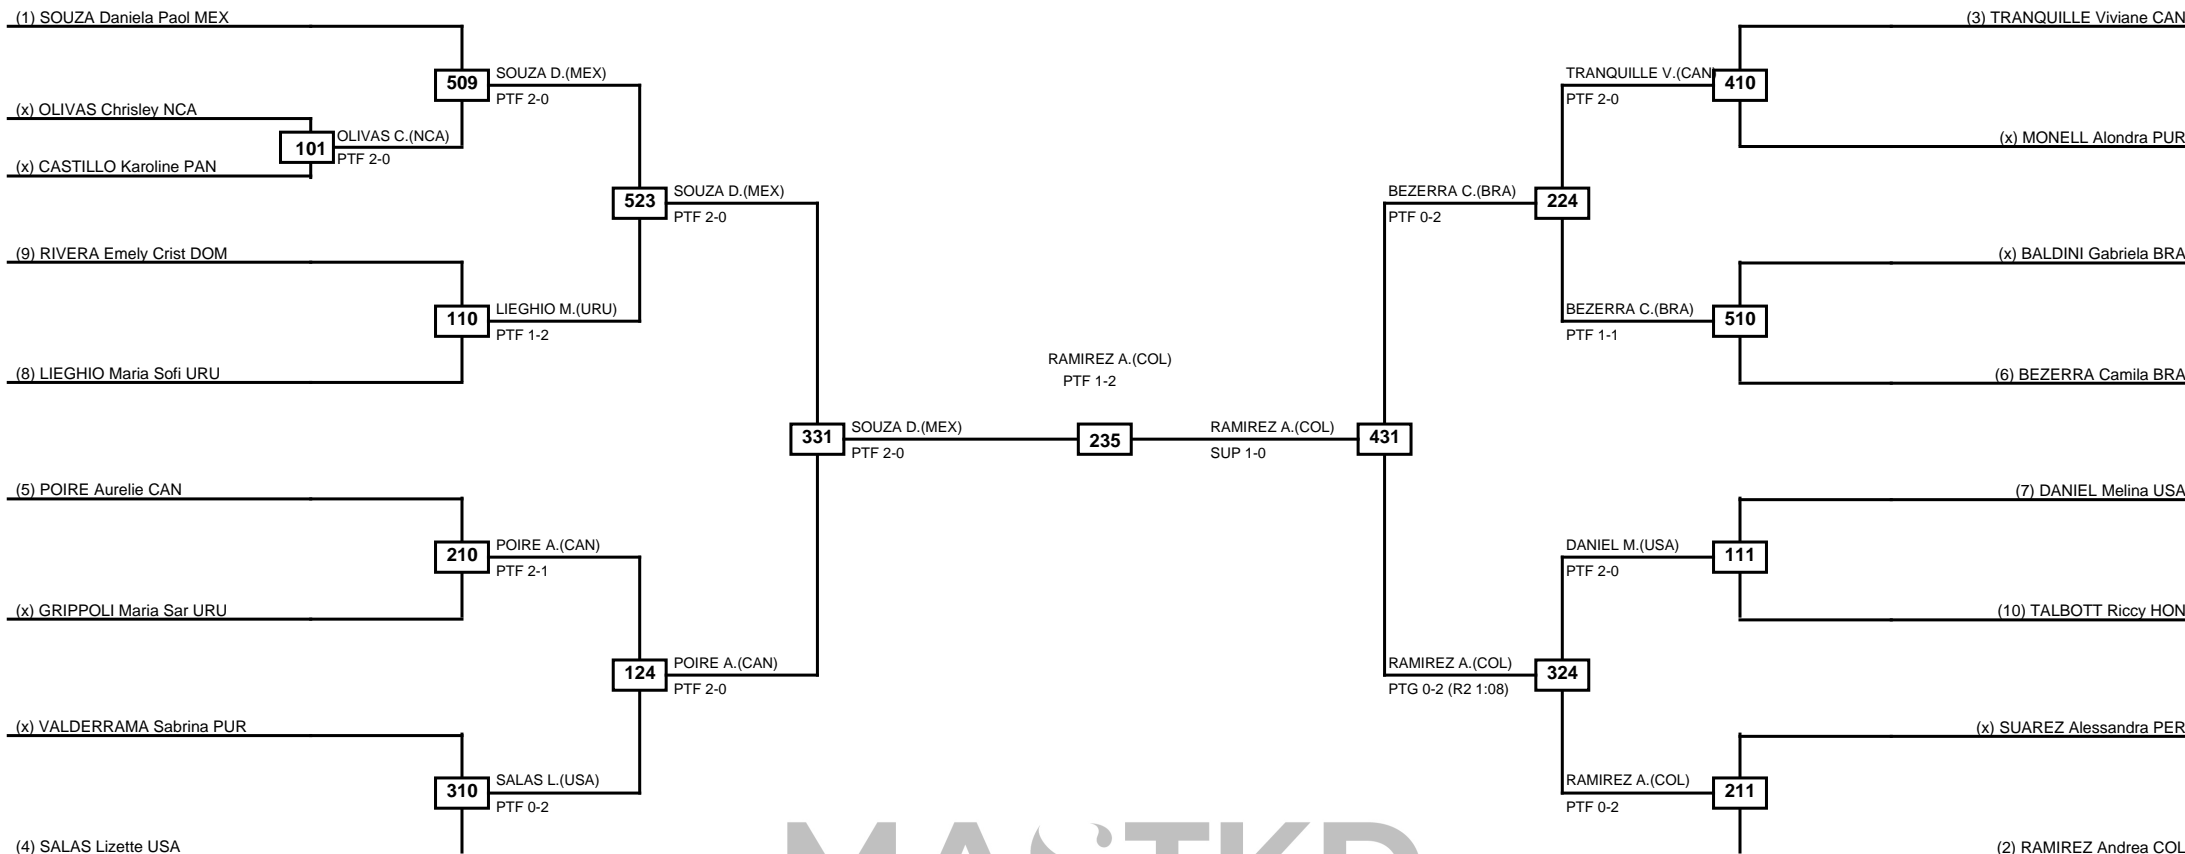 (1) SOUZA Daniela Paol MEX
(3) TRANQUILLE Viviane CAN
509
SOUZA D.(MEX)
PTF 2-0
TRANQUILLE V.(CAN
PTF 2-0
410
(x) OLIVAS Chrisley NCA
101
OLIVAS C.(NCA)
PTF 2-0
(x) CASTILLO Karoline PAN
(x) MONELL Alondra PUR
523
SOUZA D.(MEX)
PTF 2-0
BEZERRA C.(BRA)
PTF 0-2
224
(9) RIVERA Emely Crist DOM
(x) BALDINI Gabriela BRA
110
LIEGHIO M.(URU)
PTF 1-2
BEZERRA C.(BRA)
PTF 1-1
510
(8) LIEGHIO Maria Sofi URU
(6) BEZERRA Camila BRA
RAMIREZ A.(COL)
PTF 1-2
331
SOUZA D.(MEX)
PTF 2-0
235
RAMIREZ A.(COL)
SUP 1-0
431
(5) POIRE Aurelie CAN
(7) DANIEL Melina USA
210
POIRE A.(CAN)
PTF 2-1
DANIEL M.(USA)
PTF 2-0
111
(x) GRIPPOLI Maria Sar URU
(10) TALBOTT Riccy HON
124
POIRE A.(CAN)
PTF 2-0
RAMIREZ A.(COL)
PTG 0-2 (R2 1:08)
324
(x) VALDERRAMA Sabrina PUR
(x) SUAREZ Alessandra PER
310
SALAS L.(USA)
PTF 0-2
RAMIREZ A.(COL)
PTF 0-2
211
(4) SALAS Lizette USA
(2) RAMIREZ Andrea COL
MASTKD